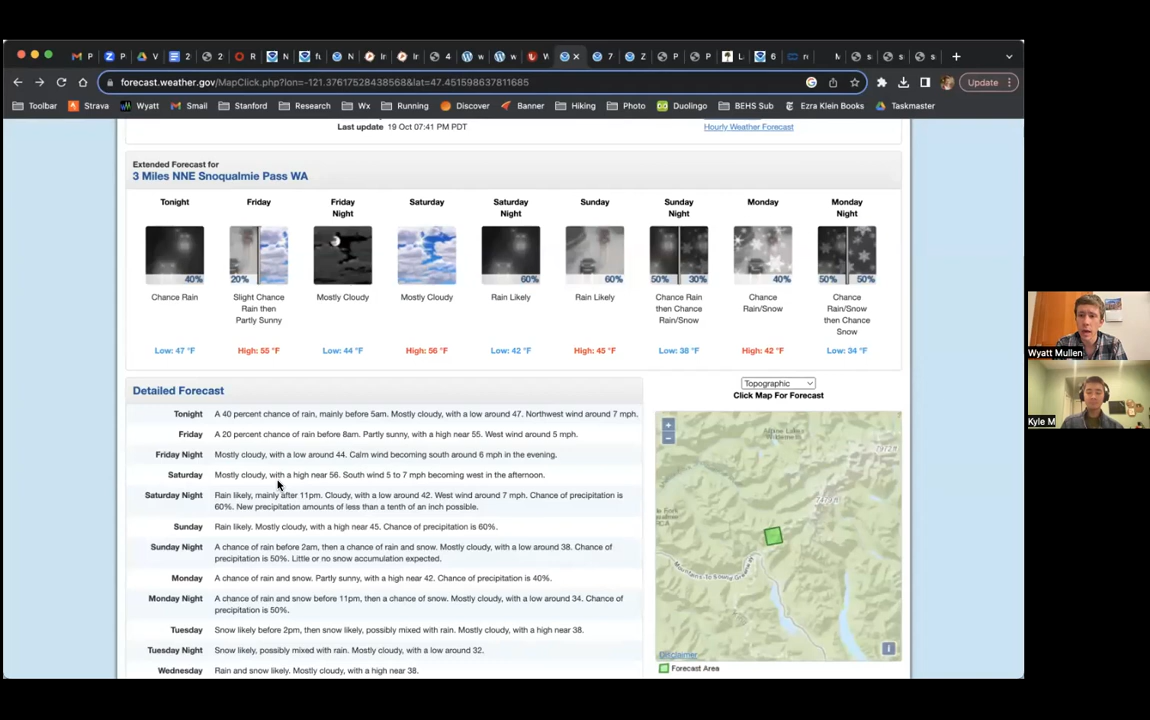 P
P
V
2
2
R
N
fu
N
Ir
Ir
4
w
w
W
7
Z
P
P
L
6
re
M
s
s
s
forecast.weather.gov/MapClick.php?lon=-121.37617528438568&lat=47.451598637811685
Update
Toolbar
Strava
Wyatt
Small
Stanford
Research
Wx
Running
Discover
Banner
Hiking
Photo
Duolingo
BEHS Sub
Ezra Klein Books
Taskmaster
Last update 19 Oct 07:41 PM PDT
Hourly Weather Forecast
Extended Forecast for
3 Miles NNE Snoqualmie Pass WA
Tonight
40%
Chance Rain
Low: 47 °F
Friday
20%
Slight Chance
Rain then
Partly Sunny
High: 55 °F
Friday
Night
Mostly Cloudy
Low: 44 °F
Saturday
Mostly Cloudy
High: 56 °F
Saturday
Night
60%
Rain Likely
Low: 42 °F
Sunday
60%
Rain Likely
High: 45 °F
Sunday
Night
50% 30%
Chance Rain
then Chance
Rain/Snow
Low: 38 °F
Monday
40%
Chance
Rain/Snow
High: 42 °F
Monday
Night
50% 50%
Chance
Rain/Snow
then Chance
Snow
Low: 34 °F
Detailed Forecast
Tonight A 40 percent chance of rain, mainly before 5am. Mostly cloudy, with a low around 47. Northwest wind around 7 mph.
Friday A 20 percent chance of rain before 8am. Partly sunny, with a high near 55. West wind around 5 mph.
Friday Night Mostly cloudy, with a low around 44. Calm wind becoming south around 6 mph in the evening.
Saturday Mostly cloudy, with a high near 56. South wind 5 to 7 mph becoming west in the afternoon.
Saturday Night Rain likely, mainly after 11pm. Cloudy, with a low around 42. West wind around 7 mph. Chance of precipitation is
60%. New precipitation amounts of less than a tenth of an inch possible.
Sunday Rain likely. Mostly cloudy, with a high near 45. Chance of precipitation is 60%.
Sunday Night A chance of rain before 2am, then a chance of rain and snow. Mostly cloudy, with a low around 38. Chance of
precipitation is 50%. Little or no snow accumulation expected.
Monday A chance of rain and snow. Partly sunny, with a high near 42. Chance of precipitation is 40%.
Monday Night A chance of rain and snow before 11pm, then a chance of snow. Mostly cloudy, with a low around 34. Chance of
precipitation is 50%.
Tuesday Snow likely before 2pm, then snow likely, possibly mixed with rain. Mostly cloudy, with a high near 38.
Tuesday Night Snow likely, possibly mixed with rain. Mostly cloudy, with a low around 32.
Wednesday Rain and snow likely. Mostly cloudy, with a high near 38.
Topographic
Click Map For Forecast
+
−
Disclaimer
i
Forecast Area
Wyatt Mullen
Kyle M